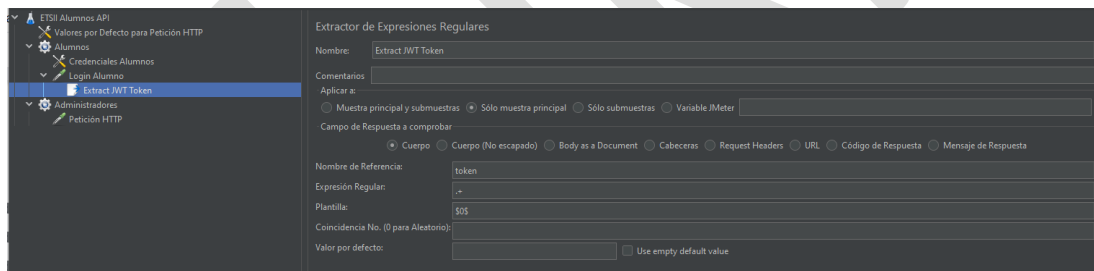 ETSII Alumnos API
Valores por Defecto para Petición HTTP
Alumnos
Credenciales Alumnos
Login Alumno
Extract JWT Token
Administradores
Petición HTTP
Extractor de Expresiones Regulares
Nombre: Extract JWT Token
Comentarios
Aplicar a:
Muestra principal y submuestras Sólo muestra principal Sólo submuestras Variable JMeter
Campo de Respuesta a comprobar
Cuerpo Cuerpo (No escapado) Body as a Document Cabeceras Request Headers URL Código de Respuesta Mensaje de Respuesta
Nombre de Referencia: token
Expresión Regular: .+
Plantilla: $0$
Coincidencia No. (0 para Aleatorio):
Valor por defecto: Use empty default value